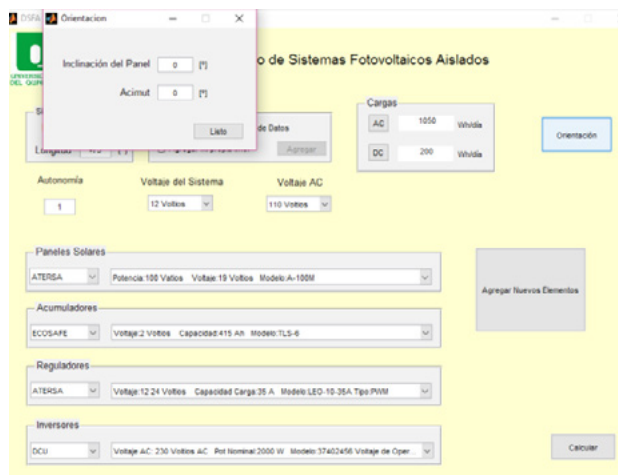 Orientacion
Inclinación del Panel 0 [°]
Acimut 0 [°]
Listo
o de Sistemas Fotovoltaicos Aislados
de Datos
Agregar
Cargas
AC 1050 Wh/día
DC 200 Wh/día
Orientación
Autonomía
1
Voltaje del Sistema
12 Voltios
Voltaje AC
110 Voltios
Paneles Solares
ATERSA Potencia:100 Vatios Voltaje:19 Voltios Modelo:A-100M
Agregar Nuevos Elementos
Acumuladores
ECOSAFE Voltaje:2 Voltios Capacidad:415 Ah Modelo:TLS-6
Reguladores
ATERSA Voltaje:12 24 Voltios Capacidad Carga:35 A Modelo:LEO-10-35A Tipo:PWM
Inversores
DCU Voltaje AC: 230 Voltios AC Pot Nominal:2000 W Modelo:37402456 Voltaje de Oper...
Calcular